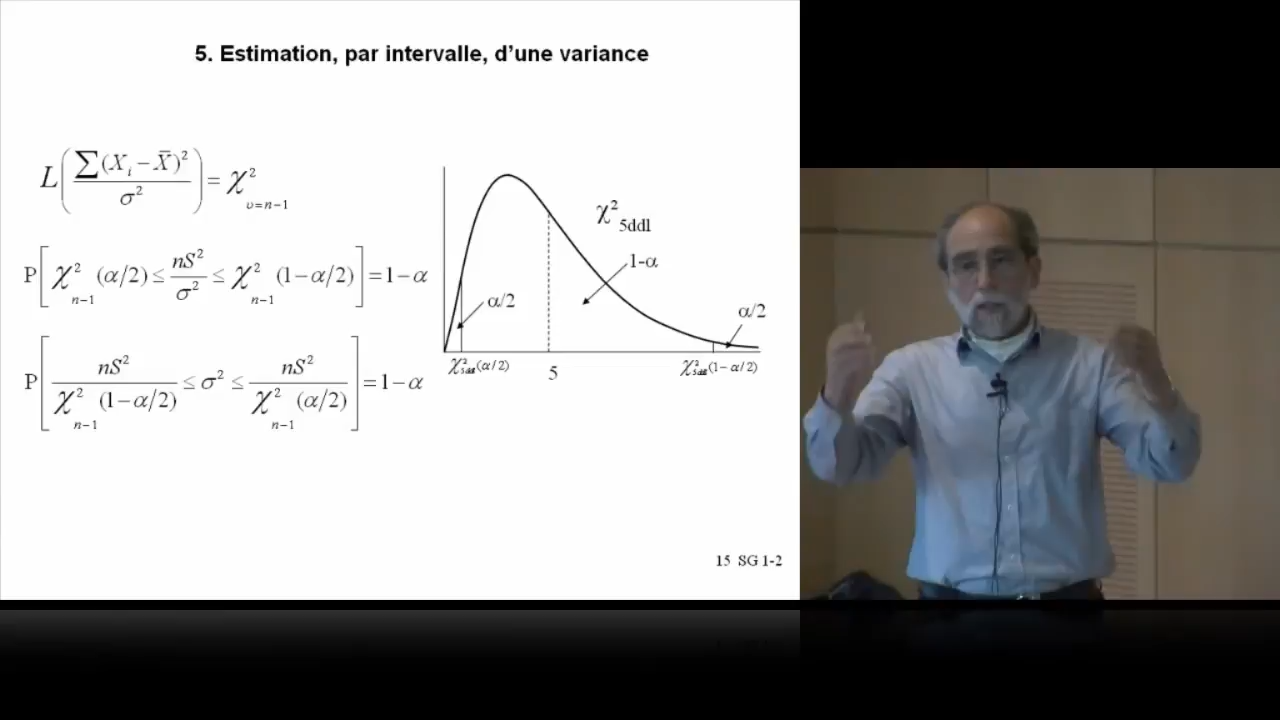 5. Estimation, par intervalle, d’une variance
L(∑(Xᵢ−X̄)²/σ²) = χ²_{υ=n−1}
P[χ²_{n−1}(α/2) ≤ nS²/σ² ≤ χ²_{n−1}(1−α/2)] = 1−α
P[nS²/χ²_{n−1}(1−α/2) ≤ σ² ≤ nS²/χ²_{n−1}(α/2)] = 1−α
χ²_{5ddl}
1-α
α/2
α/2
χ²_{5ddl}(α/2)
5
χ²_{5ddl}(1−α/2)
15 SG 1-2